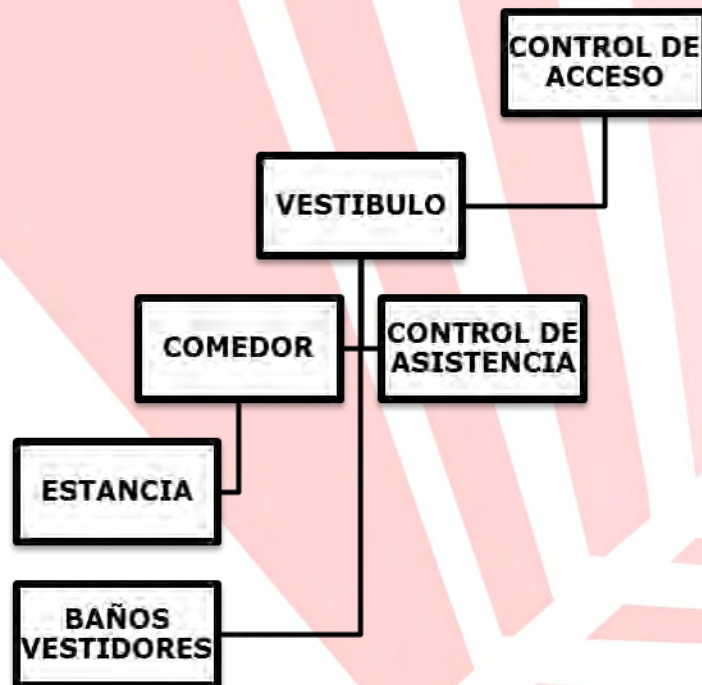 CONTROL DE
ACCESO
VESTIBULO
COMEDOR
CONTROL DE
ASISTENCIA
ESTANCIA
BAÑOS
VESTIDORES